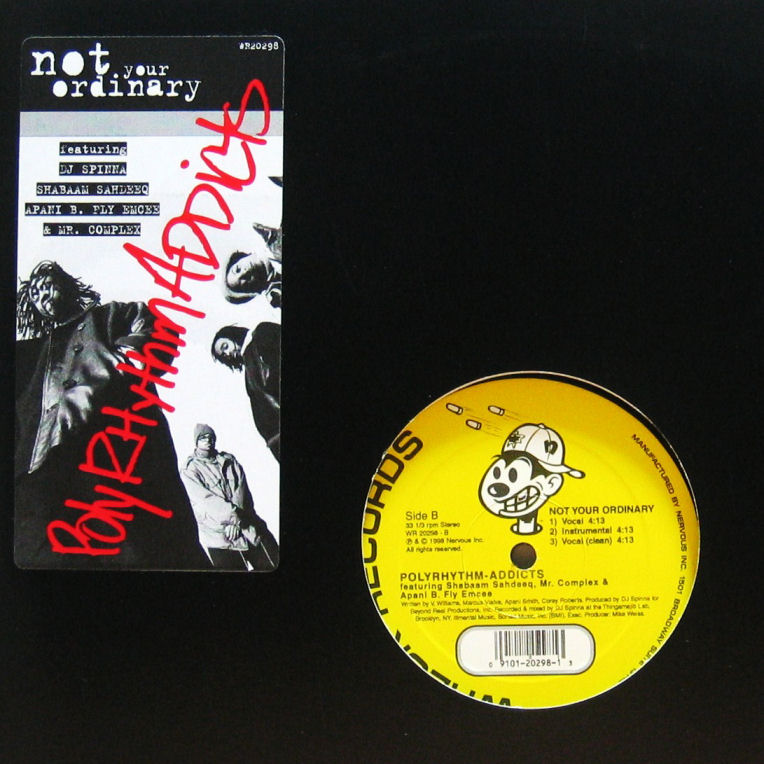 WR20298
not your
ordinary
featuring
DJ SPINNA
SHABAAM SAHDEEQ
APANI B. FLY EMCEE
& MR. COMPLEX
PolyRHythm ADDicts
RECORDS
MANUFACTURED BY NERVOUS INC. 1501 BROADWAY
Side B
33 1/3 rpm Stereo
WR 20298 - B
℗ & © 1998 Nervous Inc.
All rights reserved.
NOT YOUR ORDINARY
1) Vocal 4:13
2) Instrumental 4:13
3) Vocal (clean) 4:13
POLYRHYTHM-ADDICTS
featuring Shabaam Sahdeeq, Mr. Complex &
Apani B. Fly Emcee
Written by V. Williams, Marcus Vialva, Apani Smith, Corey Roberts. Produced by DJ Spinna for
Beyond Real Productions, Inc. Recorded & mixed by DJ Spinna at the Thingamajib Lab,
Brooklyn, NY. Illmental Music, Music, Inc. (BMI). Exec. Producer: Mike Weiss.
0 9101-20298-1 3